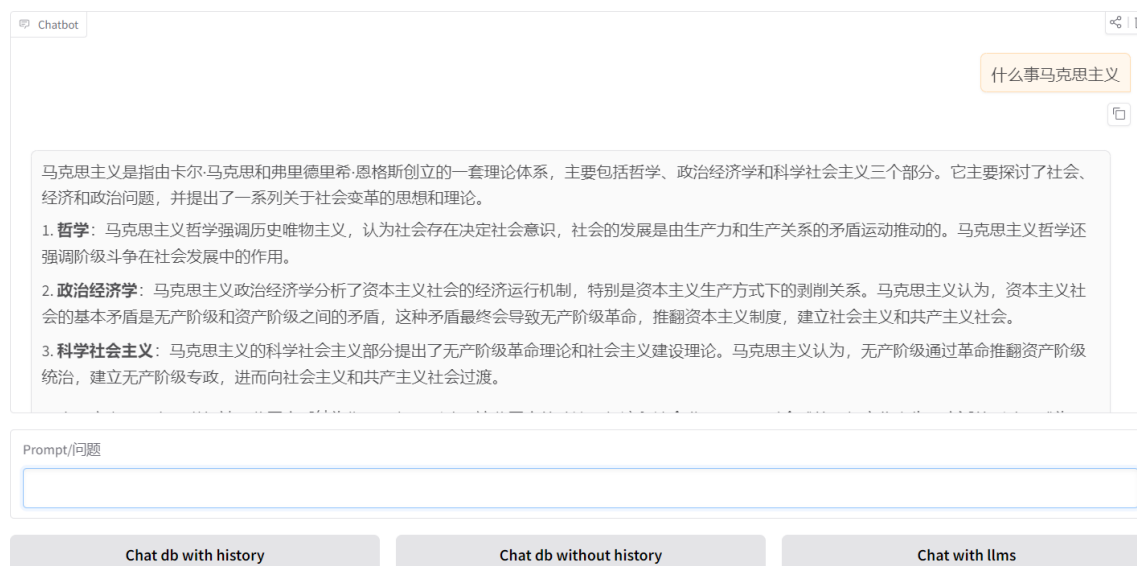 Chatbot
什么事马克思主义
马克思主义是指由卡尔·马克思和弗里德里希·恩格斯创立的一套理论体系，主要包括哲学、政治经济学和科学社会主义三个部分。它主要探讨了社会、
经济和政治问题，并提出了一系列关于社会变革的思想和理论。
1. 哲学：马克思主义哲学强调历史唯物主义，认为社会存在决定社会意识，社会的发展是由生产力和生产关系的矛盾运动推动的。马克思主义哲学还
强调阶级斗争在社会发展中的作用。
2. 政治经济学：马克思主义政治经济学分析了资本主义社会的经济运行机制，特别是资本主义生产方式下的剥削关系。马克思主义认为，资本主义社
会的基本矛盾是无产阶级和资产阶级之间的矛盾，这种矛盾最终会导致无产阶级革命，推翻资本主义制度，建立社会主义和共产主义社会。
3. 科学社会主义：马克思主义的科学社会主义部分提出了无产阶级革命理论和社会主义建设理论。马克思主义认为，无产阶级通过革命推翻资产阶级
统治，建立无产阶级专政，进而向社会主义和共产主义社会过渡。
Prompt/问题
Chat db with history
Chat db without history
Chat with llms